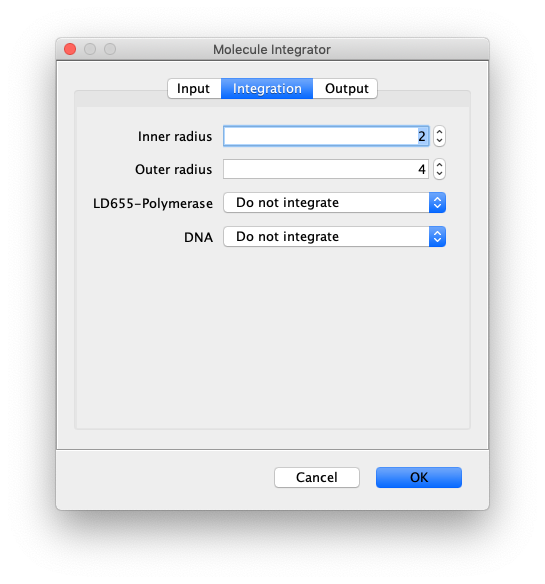 Molecule Integrator
Input Integration Output
Inner radius 2
Outer radius 4
LD655-Polymerase Do not integrate
DNA Do not integrate
Cancel OK